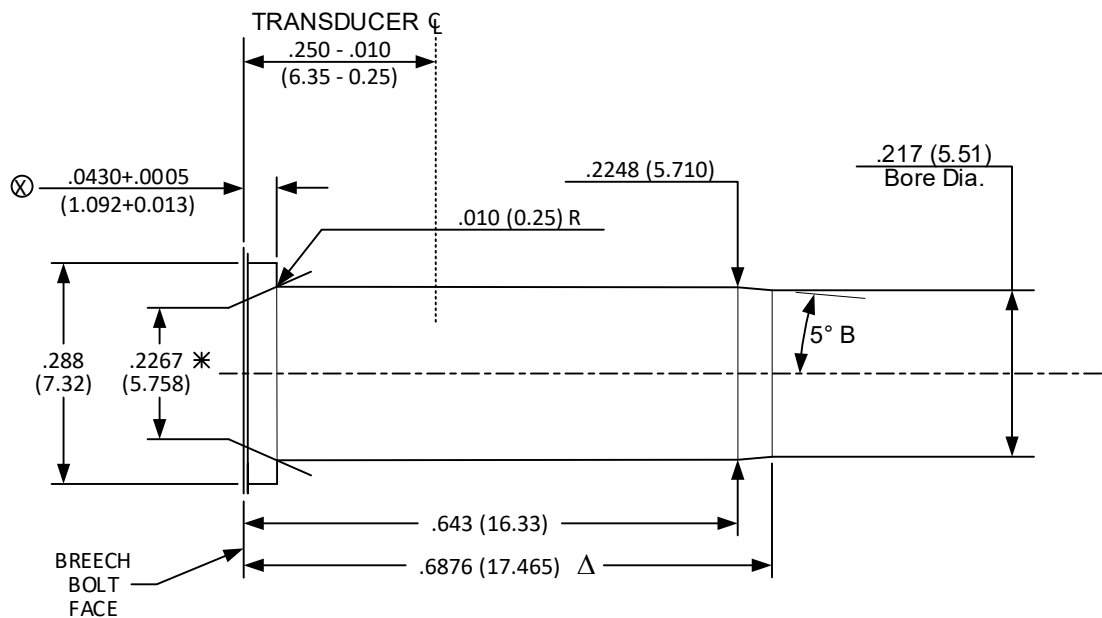 TRANSDUCER ℄
.250 - .010
(6.35 - 0.25)
Ⓧ .0430+.0005
(1.092+0.013)
.2248 (5.710)
.217 (5.51)
Bore Dia.
.010 (0.25) R
.288
(7.32)
.2267 ⚹
(5.758)
5° B
.643 (16.33)
.6876 (17.465) Δ
BREECH
BOLT
FACE